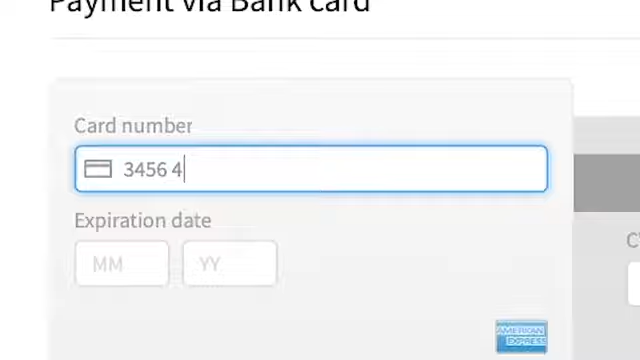 Payment via Bank card
Card number
3456 4
Expiration date
MM
YY
C
AMERICAN
EXPRESS